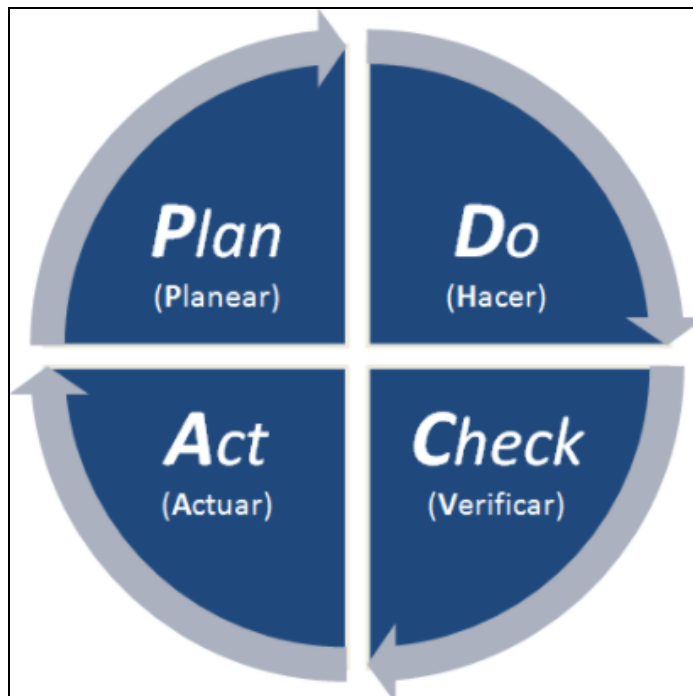 Plan
(Planear)
Do
(Hacer)
Act
(Actuar)
Check
(Verificar)